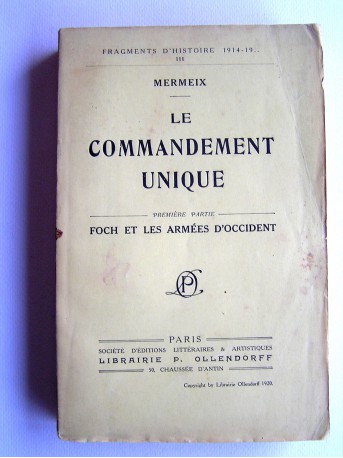 FRAGMENTS D'HISTOIRE 1914-19..
III
MERMEIX
LE
COMMANDEMENT
UNIQUE
PREMIÈRE PARTIE
FOCH ET LES ARMÉES D'OCCIDENT
PARIS
SOCIÉTÉ D'ÉDITIONS LITTÉRAIRES & ARTISTIQUES
LIBRAIRIE P. OLLENDORFF
50, CHAUSSÉE D'ANTIN
Copyright by Librairie Ollendorff 1920.